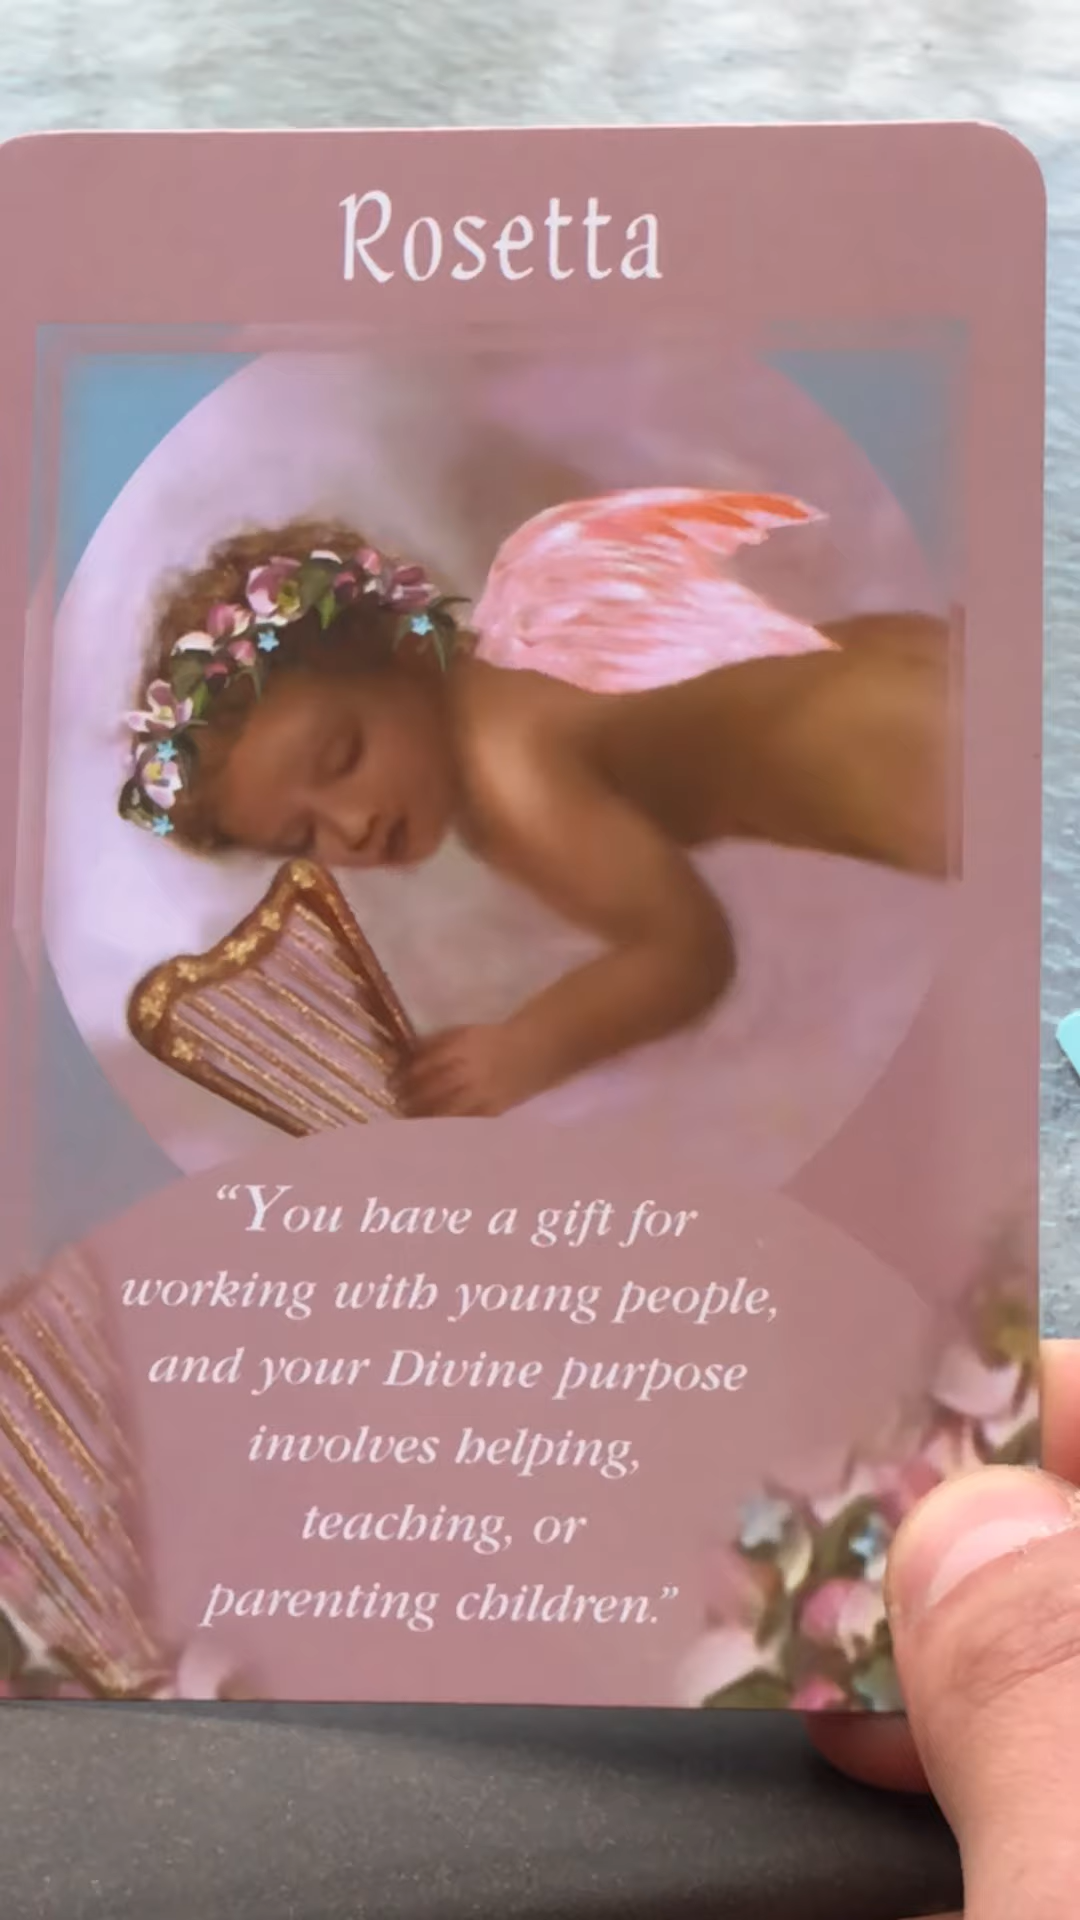 Rosetta
“You have a gift for
working with young people,
and your Divine purpose
involves helping,
teaching, or
parenting children.”